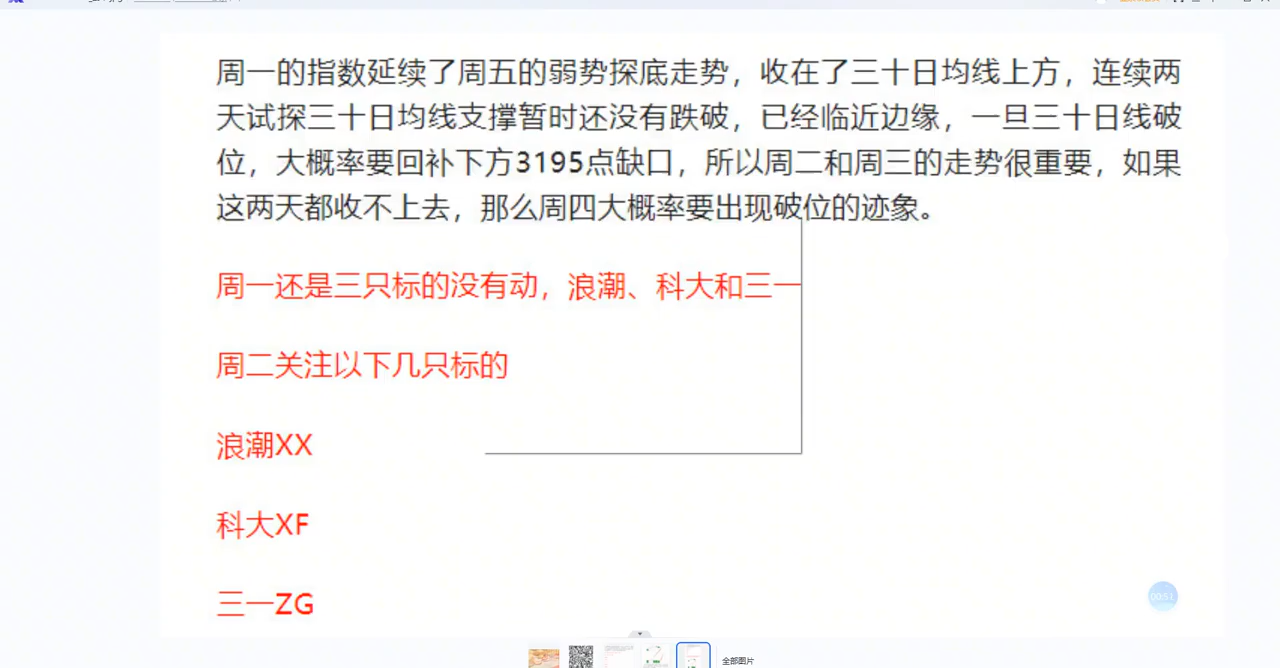 周一的指数延续了周五的弱势探底走势，收在了三十日均线上方，连续两
天试探三十日均线支撑暂时还没有跌破，已经临近边缘，一旦三十日线破
位，大概率要回补下方3195点缺口，所以周二和周三的走势很重要，如果
这两天都收不上去，那么周四大概率要出现破位的迹象。
周一还是三只标的没有动，浪潮、科大和三一
周二关注以下几只标的
浪潮XX
科大XF
三一ZG
00:51
全部图片